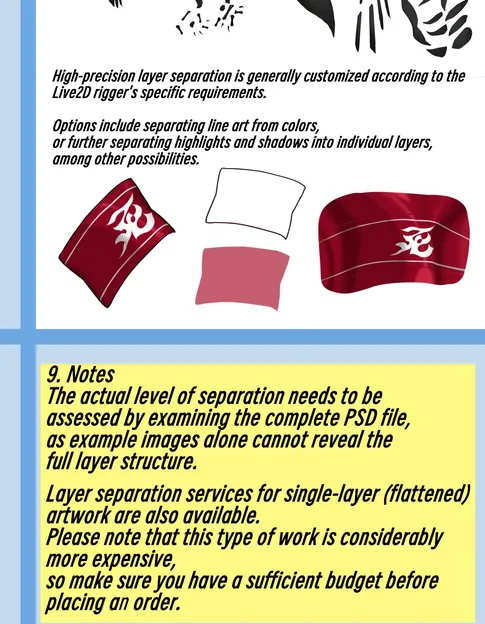 High-precision layer separation is generally customized according to the
Live2D rigger's specific requirements.
Options include separating line art from colors,
or further separating highlights and shadows into individual layers,
among other possibilities.
9. Notes
The actual level of separation needs to be
assessed by examining the complete PSD file,
as example images alone cannot reveal the
full layer structure.
Layer separation services for single-layer (flattened)
artwork are also available.
Please note that this type of work is considerably
more expensive,
so make sure you have a sufficient budget before
placing an order.